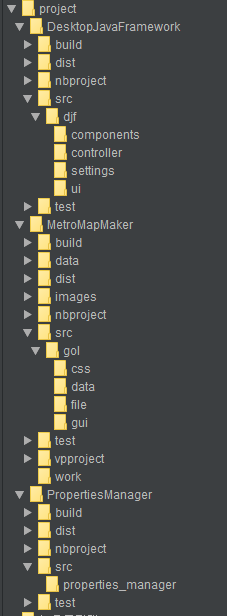 project
DesktopJavaFramework
build
dist
nbproject
src
djf
components
controller
settings
ui
test
MetroMapMaker
build
data
dist
images
nbproject
src
gol
css
data
file
gui
test
vpproject
work
PropertiesManager
build
dist
nbproject
src
properties_manager
test